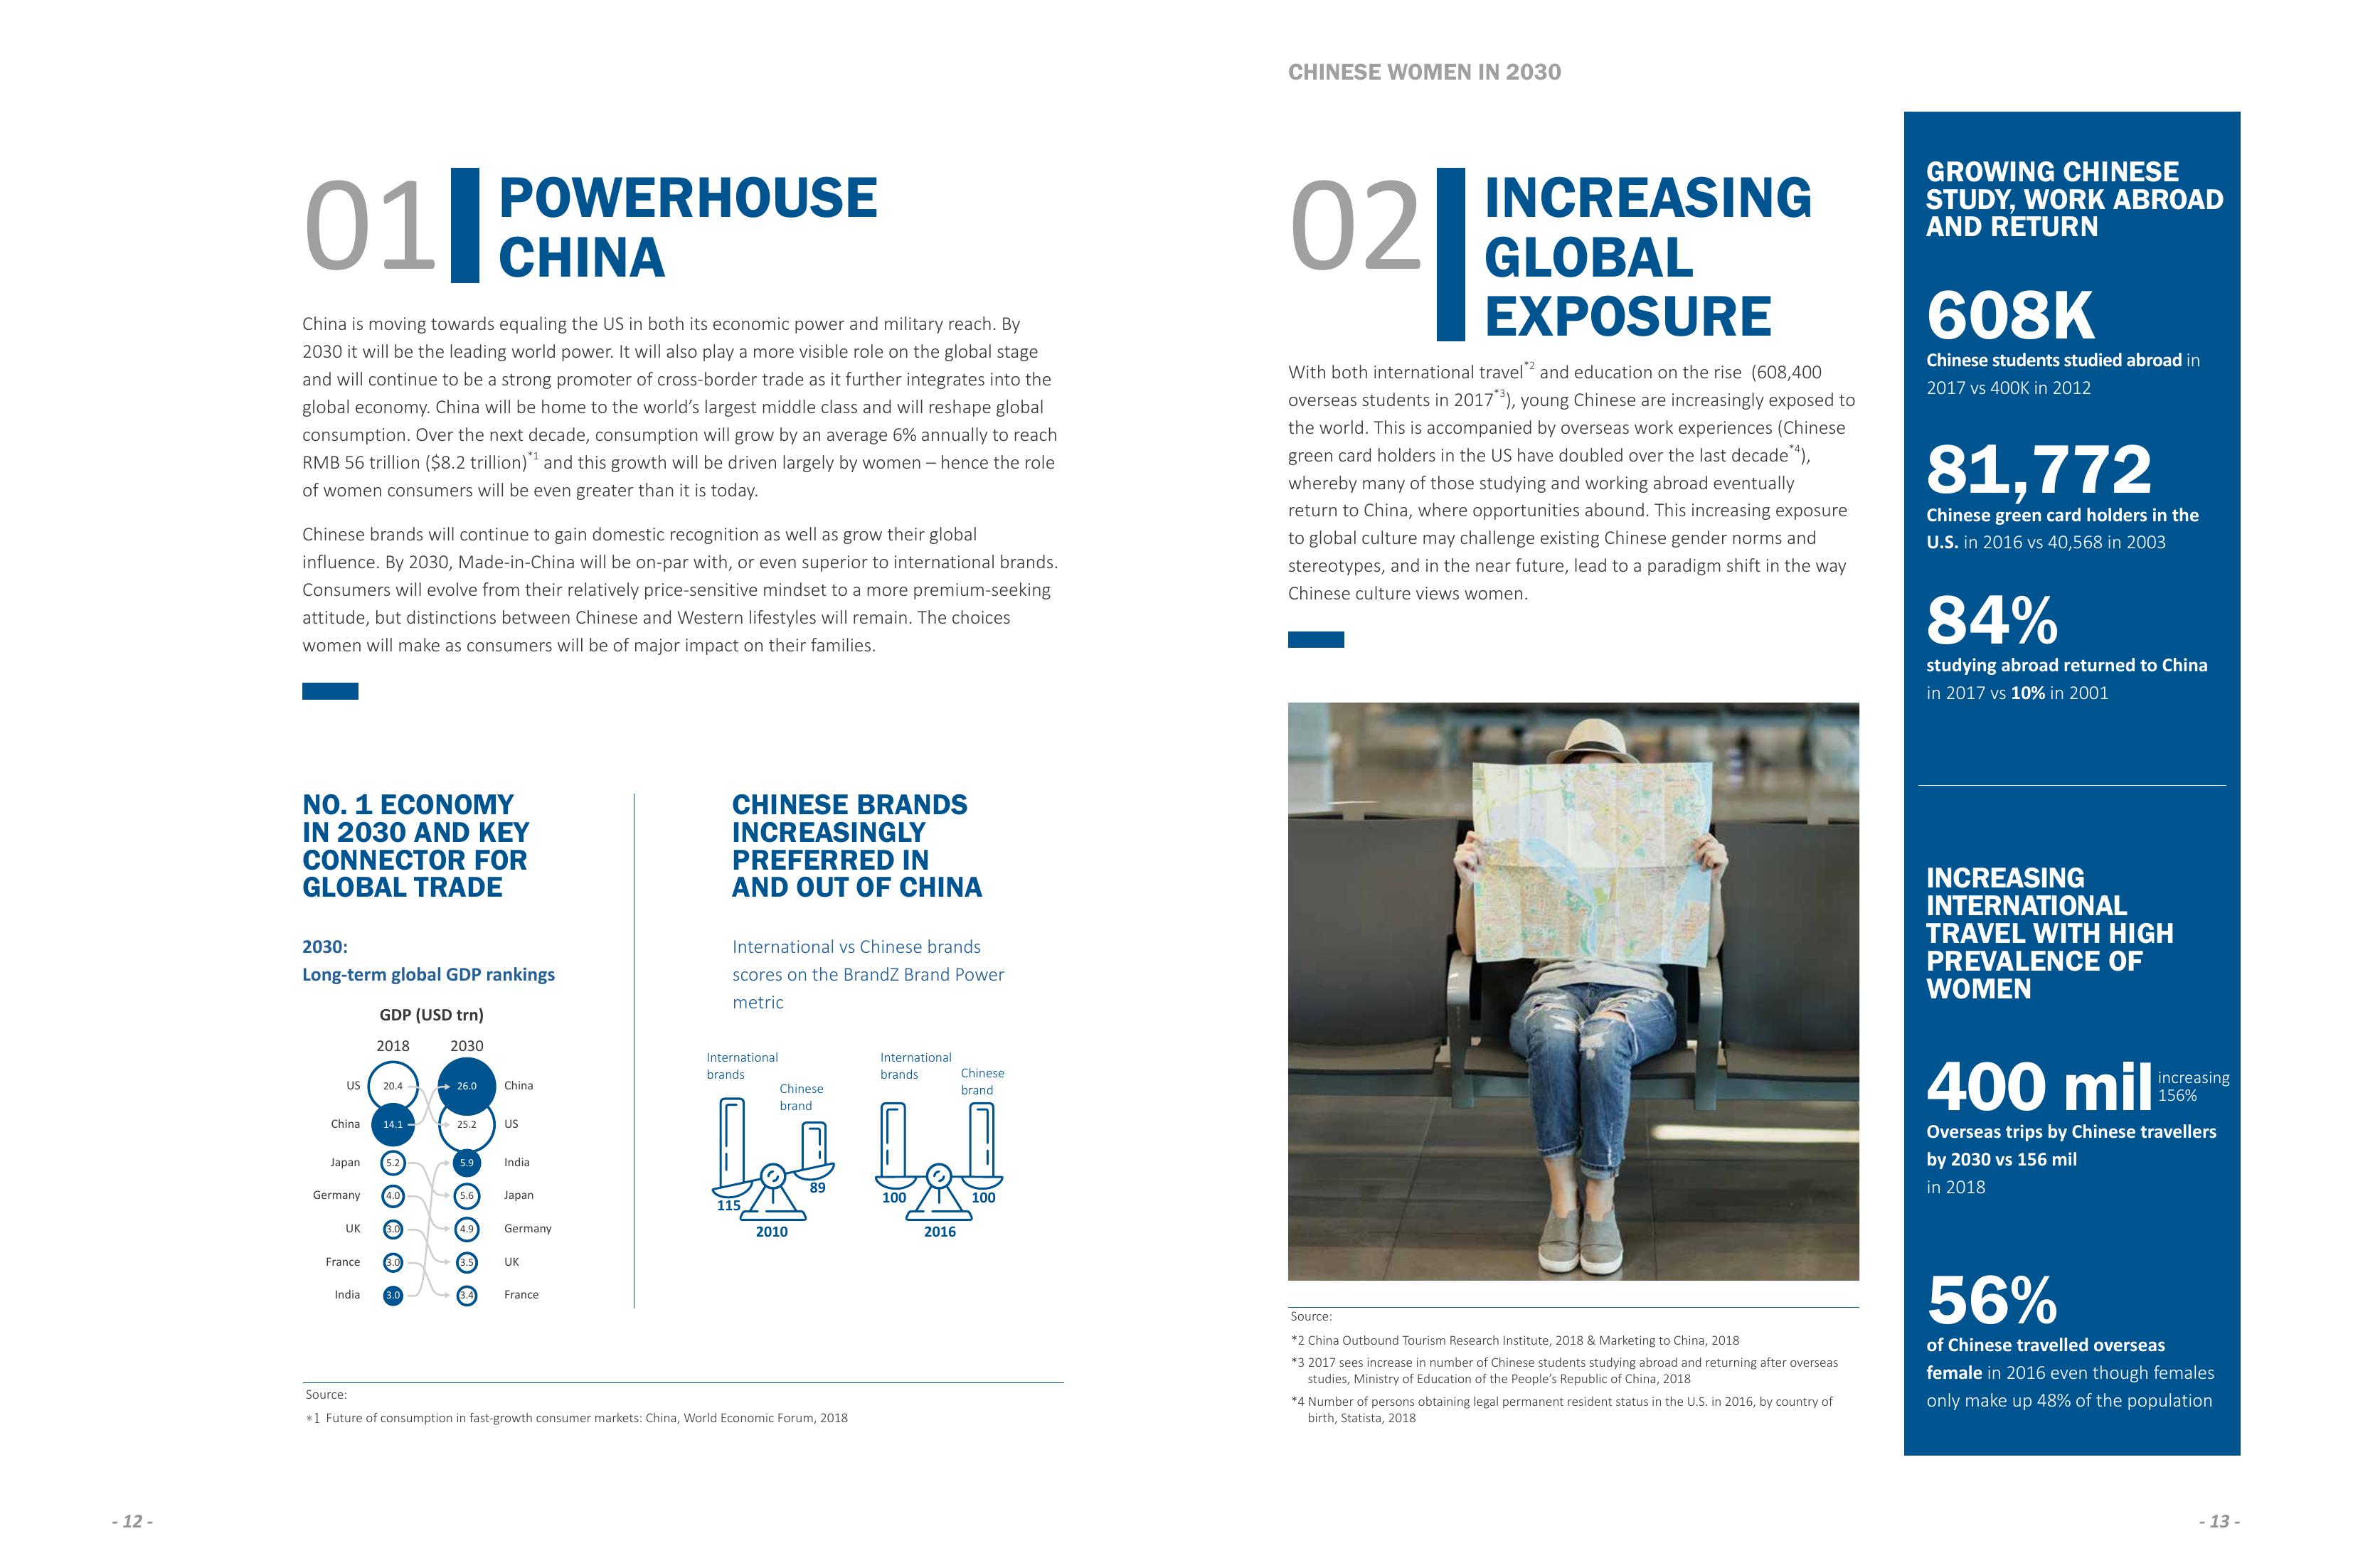 CHINESE WOMEN IN 2030
01
POWERHOUSE
CHINA
China is moving towards equaling the US in both its economic power and military reach. By
2030 it will be the leading world power. It will also play a more visible role on the global stage
and will continue to be a strong promoter of cross-border trade as it further integrates into the
global economy. China will be home to the world’s largest middle class and will reshape global
consumption. Over the next decade, consumption will grow by an average 6% annually to reach
RMB 56 trillion ($8.2 trillion)*1 and this growth will be driven largely by women – hence the role
of women consumers will be even greater than it is today.
Chinese brands will continue to gain domestic recognition as well as grow their global
influence. By 2030, Made-in-China will be on-par with, or even superior to international brands.
Consumers will evolve from their relatively price-sensitive mindset to a more premium-seeking
attitude, but distinctions between Chinese and Western lifestyles will remain. The choices
women will make as consumers will be of major impact on their families.
NO. 1 ECONOMY
IN 2030 AND KEY
CONNECTOR FOR
GLOBAL TRADE
2030:
Long-term global GDP rankings
GDP (USD trn)
2018 2030
US 20.4 26.0 China
China 14.1 25.2 US
Japan 5.2 5.9 India
Germany 4.0 5.6 Japan
UK 3.0 4.9 Germany
France 3.0 3.5 UK
India 3.0 3.4 France
CHINESE BRANDS
INCREASINGLY
PREFERRED IN
AND OUT OF CHINA
International vs Chinese brands
scores on the BrandZ Brand Power
metric
International
brands
Chinese
brand
115
89
2010
International
brands
Chinese
brand
100
100
2016
Source:
*1 Future of consumption in fast-growth consumer markets: China, World Economic Forum, 2018
- 12 -
02
INCREASING
GLOBAL
EXPOSURE
With both international travel*2 and education on the rise (608,400
overseas students in 2017*3), young Chinese are increasingly exposed to
the world. This is accompanied by overseas work experiences (Chinese
green card holders in the US have doubled over the last decade*4),
whereby many of those studying and working abroad eventually
return to China, where opportunities abound. This increasing exposure
to global culture may challenge existing Chinese gender norms and
stereotypes, and in the near future, lead to a paradigm shift in the way
Chinese culture views women.
Source:
*2 China Outbound Tourism Research Institute, 2018 & Marketing to China, 2018
*3 2017 sees increase in number of Chinese students studying abroad and returning after overseas
studies, Ministry of Education of the People’s Republic of China, 2018
*4 Number of persons obtaining legal permanent resident status in the U.S. in 2016, by country of
birth, Statista, 2018
GROWING CHINESE
STUDY, WORK ABROAD
AND RETURN
608K
Chinese students studied abroad in
2017 vs 400K in 2012
81,772
Chinese green card holders in the
U.S. in 2016 vs 40,568 in 2003
84%
studying abroad returned to China
in 2017 vs 10% in 2001
INCREASING
INTERNATIONAL
TRAVEL WITH HIGH
PREVALENCE OF
WOMEN
400 mil increasing
156%
Overseas trips by Chinese travellers
by 2030 vs 156 mil
in 2018
56%
of Chinese travelled overseas
female in 2016 even though females
only make up 48% of the population
- 13 -